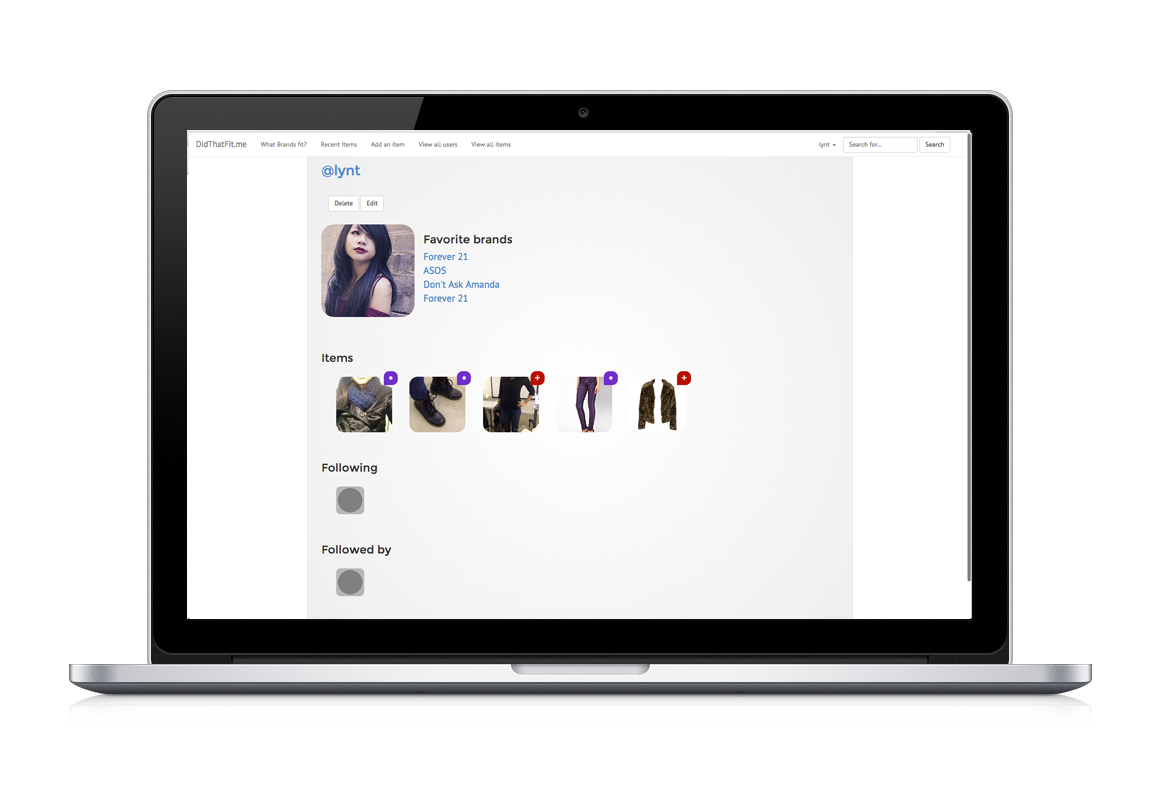 DidThatFit.me What Brands fit? Recent Items Add an item View all users View all items lynt Search for... Search
@lynt
Delete Edit
Favorite brands
Forever 21
ASOS
Don't Ask Amanda
Forever 21
Items
Following
Followed by